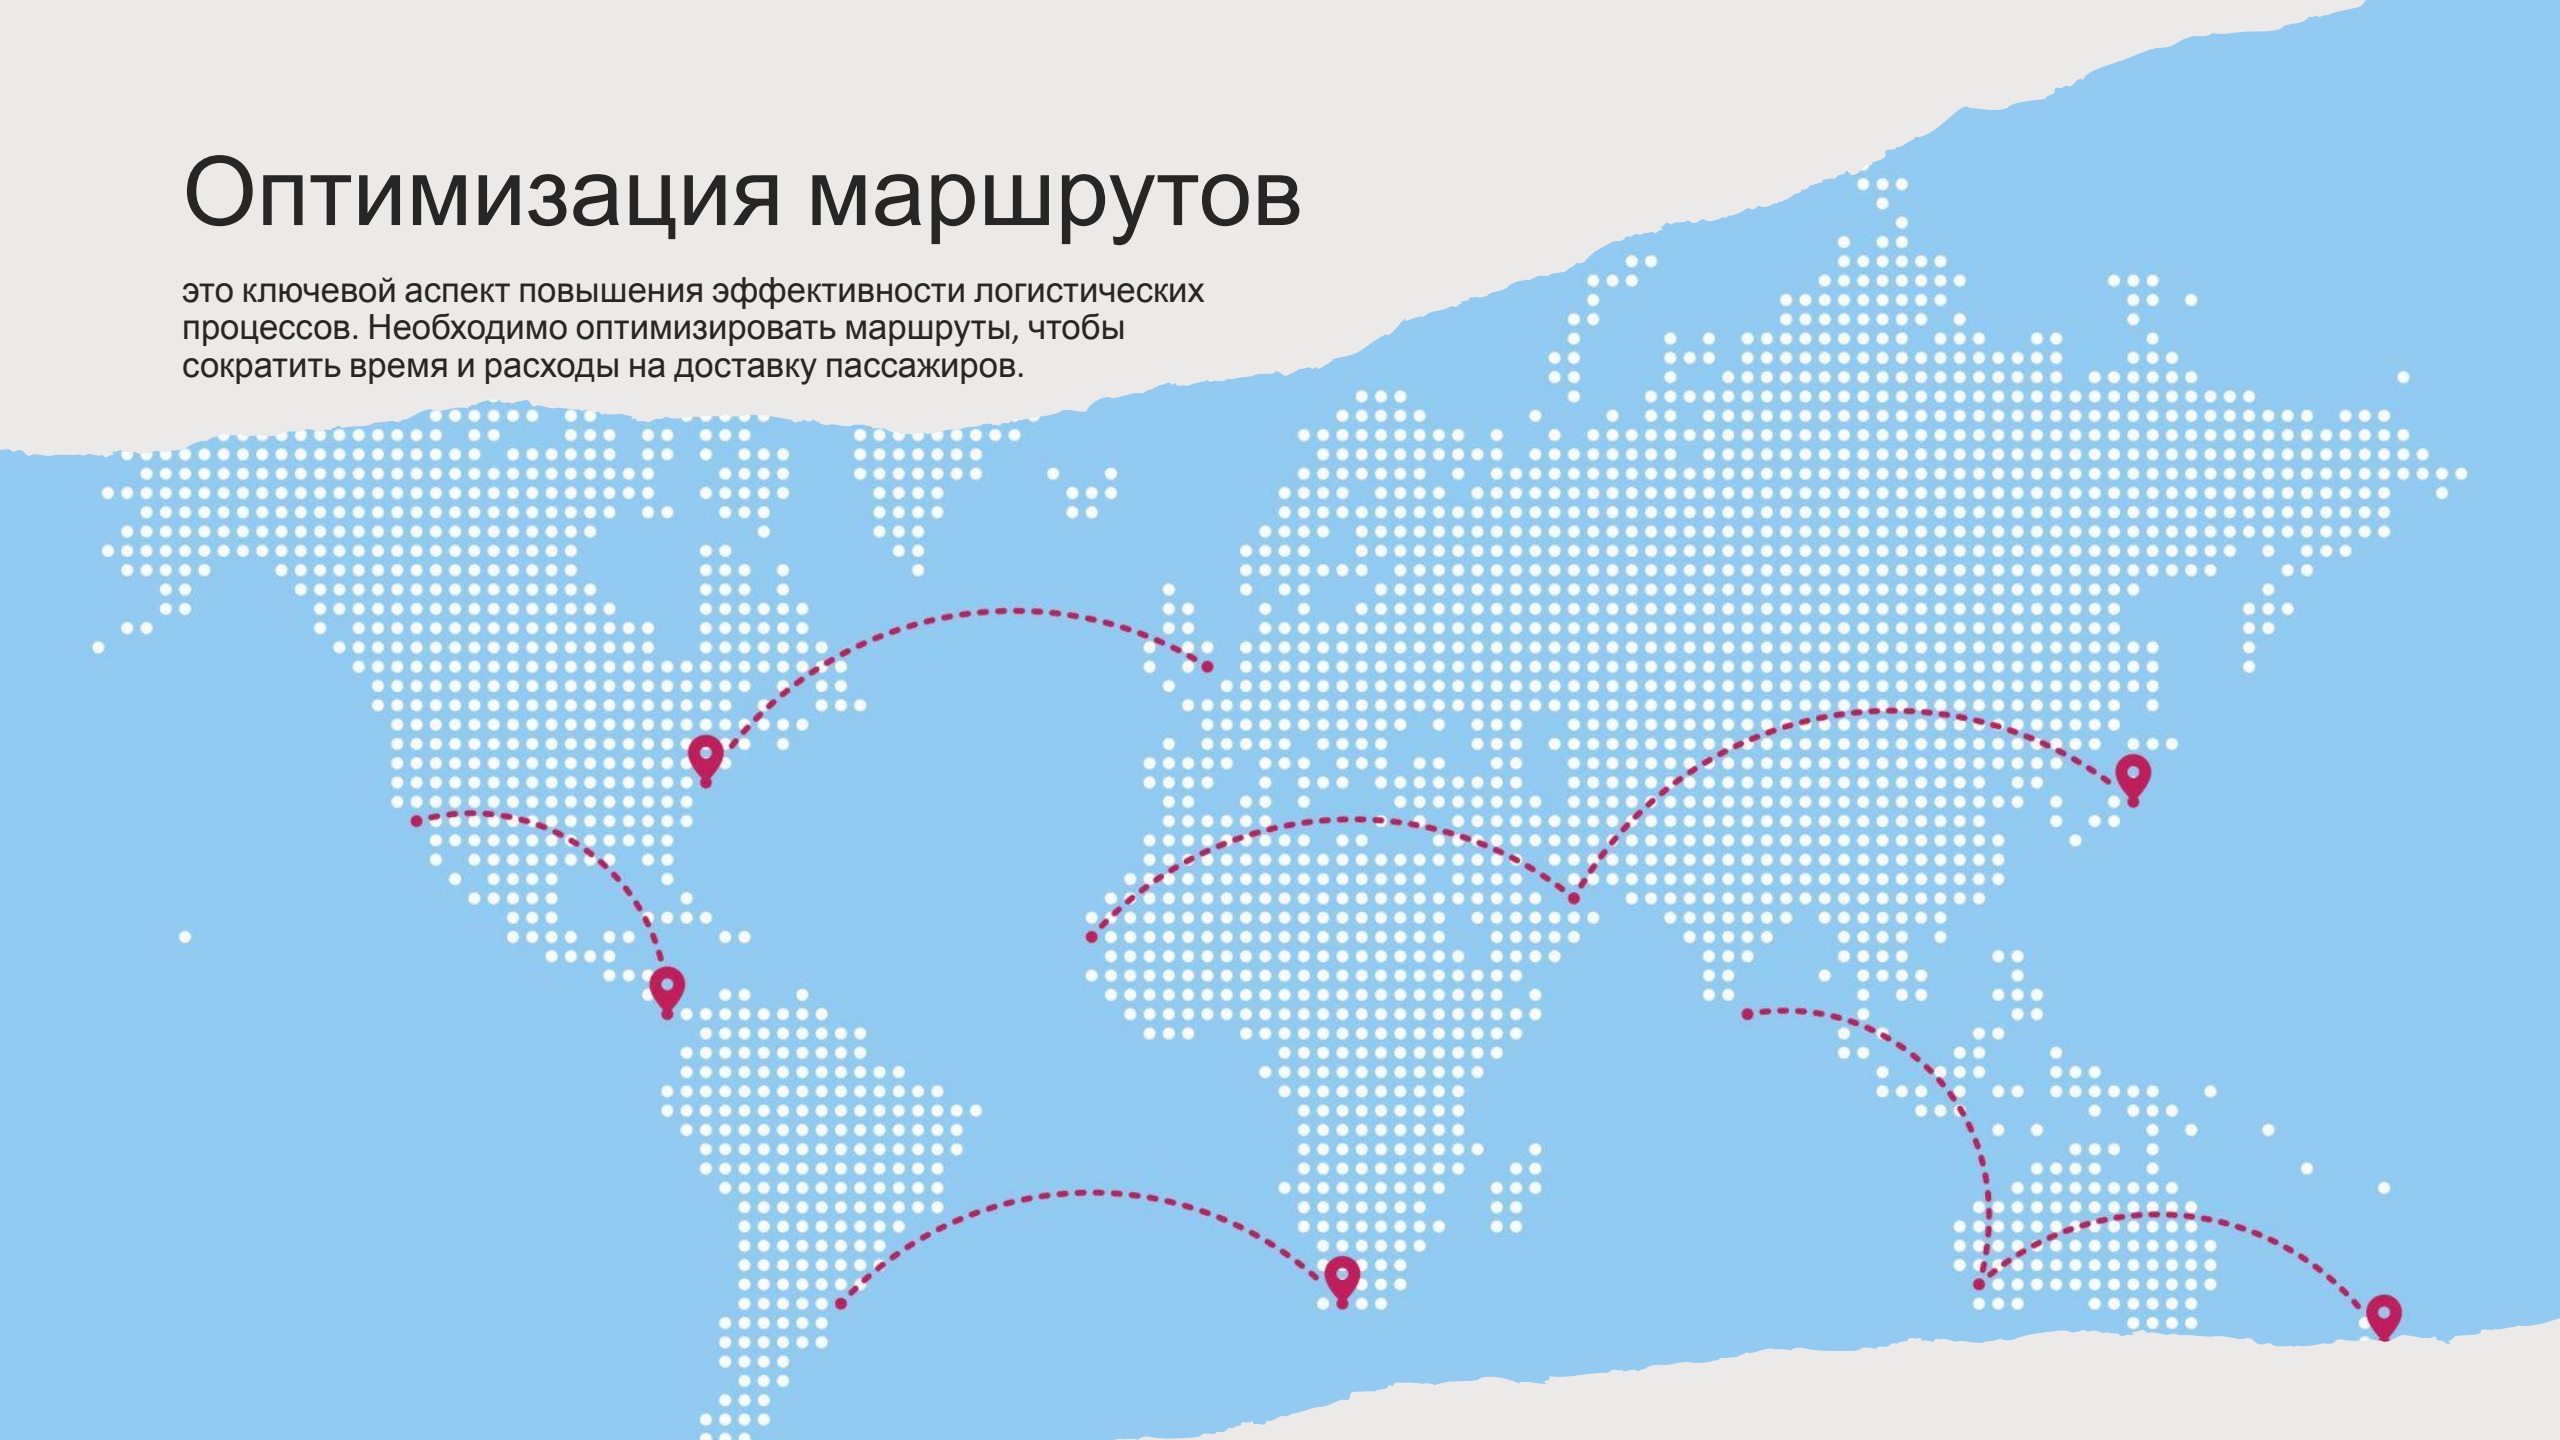 Оптимизация маршрутов
это ключевой аспект повышения эффективности логистических
процессов. Необходимо оптимизировать маршруты, чтобы
сократить время и расходы на доставку пассажиров.